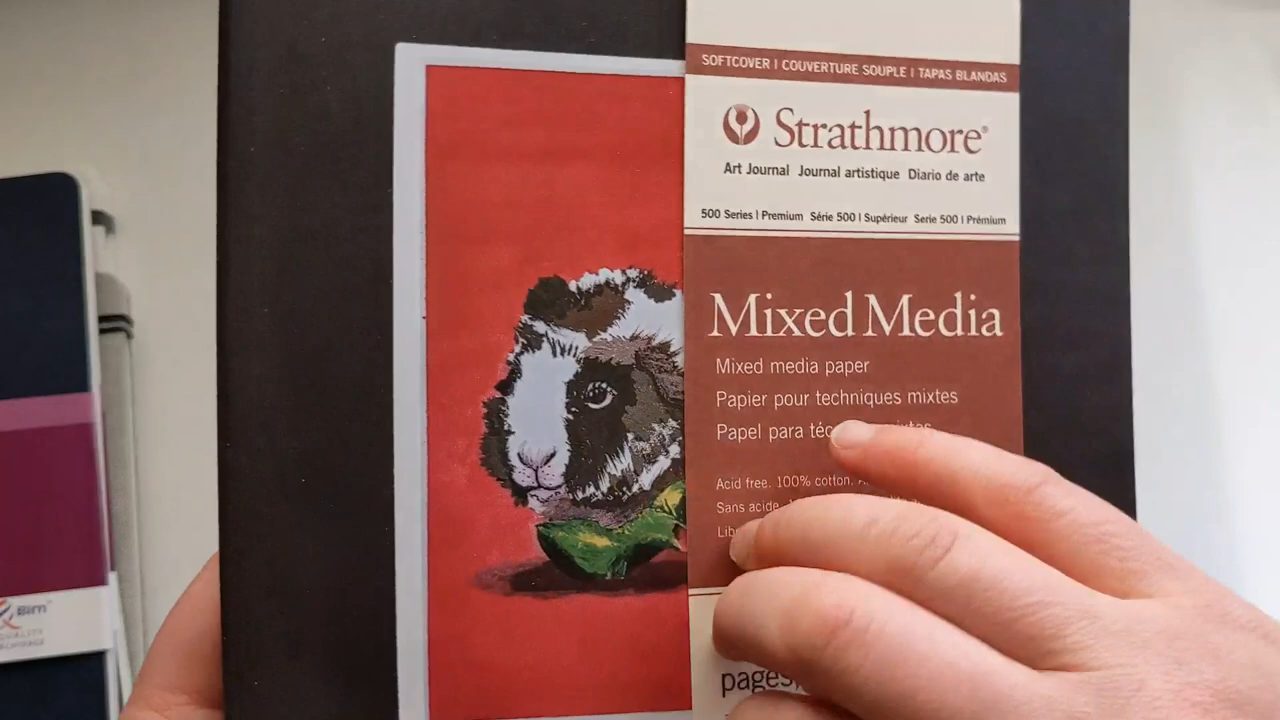 SOFTCOVER | COUVERTURE SOUPLE | TAPAS BLANDAS
Strathmore®
Art Journal Journal artistique Diario de arte
500 Series | Premium Série 500 | Supérieur Serie 500 | Prémium
Mixed Media
Mixed media paper
Papier pour techniques mixtes
Papel para
Acid free. 100% cotton.
Sans acide.
pages,